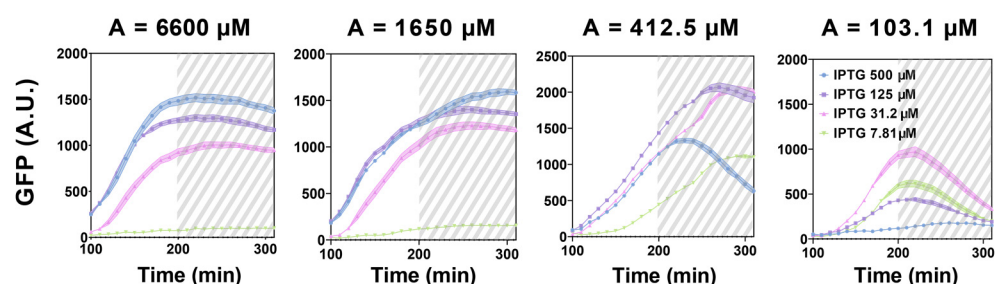 A = 6600 µM
A = 1650 µM
A = 412.5 µM
A = 103.1 µM
GFP (A.U.)
2000
1500
1000
500
0
100
200
300
Time (min)
2000
1500
1000
500
0
100
200
300
Time (min)
2500
2000
1500
1000
500
0
100
200
300
Time (min)
2000
1500
1000
500
0
100
200
300
Time (min)
IPTG 500 µM
IPTG 125 µM
IPTG 31.2 µM
IPTG 7.81 µM